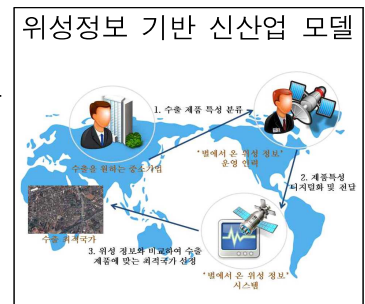 위성정보 기반 신산업 모델
1. 수출 제품 특성 분류
수출을 원하는 중소기업
"별에서 온 위성 정보"
운영 인력
2. 제품특성
디지털화 및 전달
수출 최적국가
3. 위성 정보와 비교하여 수출
제품에 맞는 최적국가 선정
"별에서 온 위성 정보"
시스템